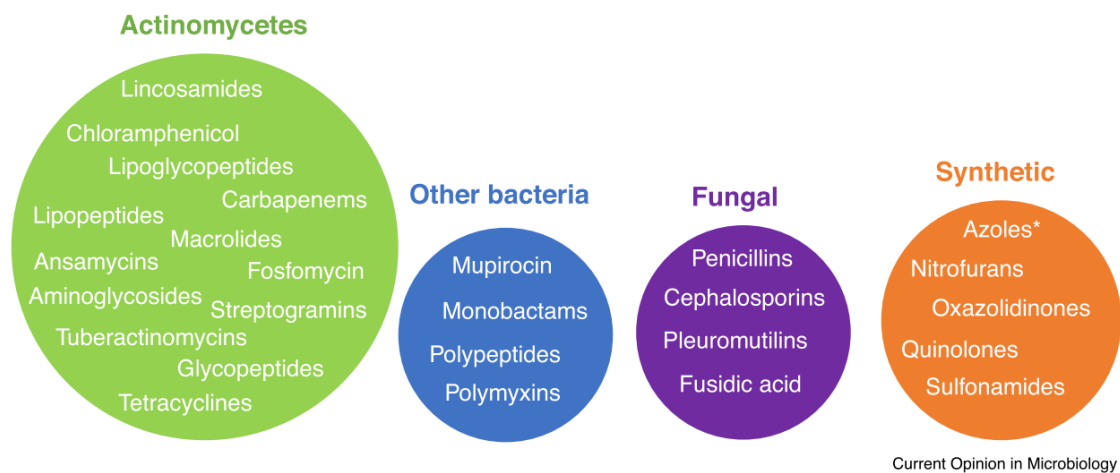 Actinomycetes
Lincosamides
Chloramphenicol
Lipoglycopeptides
Carbapenems
Lipopeptides
Macrolides
Ansamycins
Fosfomycin
Aminoglycosides
Streptogramins
Tuberactinomycins
Glycopeptides
Tetracyclines
Other bacteria
Mupirocin
Monobactams
Polypeptides
Polymyxins
Fungal
Penicillins
Cephalosporins
Pleuromutilins
Fusidic acid
Synthetic
Azoles*
Nitrofurans
Oxazolidinones
Quinolones
Sulfonamides
Current Opinion in Microbiology